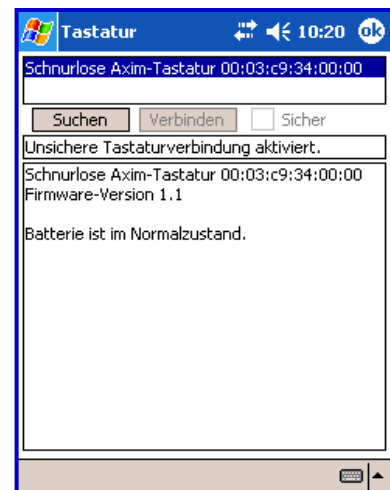 Tastatur 10:20 ok
Schnurlose Axim-Tastatur 00:03:c9:34:00:00
Suchen Verbinden Sicher
Unsichere Tastaturverbindung aktiviert.
Schnurlose Axim-Tastatur 00:03:c9:34:00:00
Firmware-Version 1.1
Batterie ist im Normalzustand.